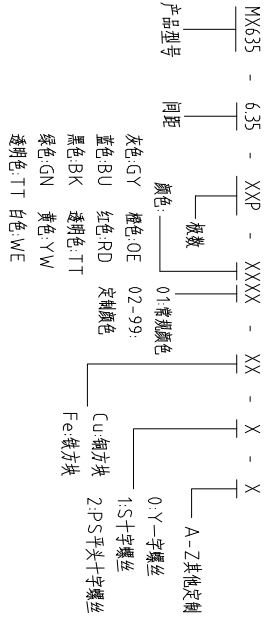 MX635 - 6.35 - XXP - XXXX - XX - X - X
产品型号
间距
极数
颜色:
灰色:GY 橙色:OE
蓝色:BU 红色:RD
黑色:BK 透明:TT
绿色:GN 黄色:YW
透明色:TT 白色:WE
01:常规颜色
02-99:
定制颜色
Cu:铜方块
Fe:铁方块
0:Y一字螺丝
1:S十字螺丝
2:PS平头十字螺丝
A-Z其他定制